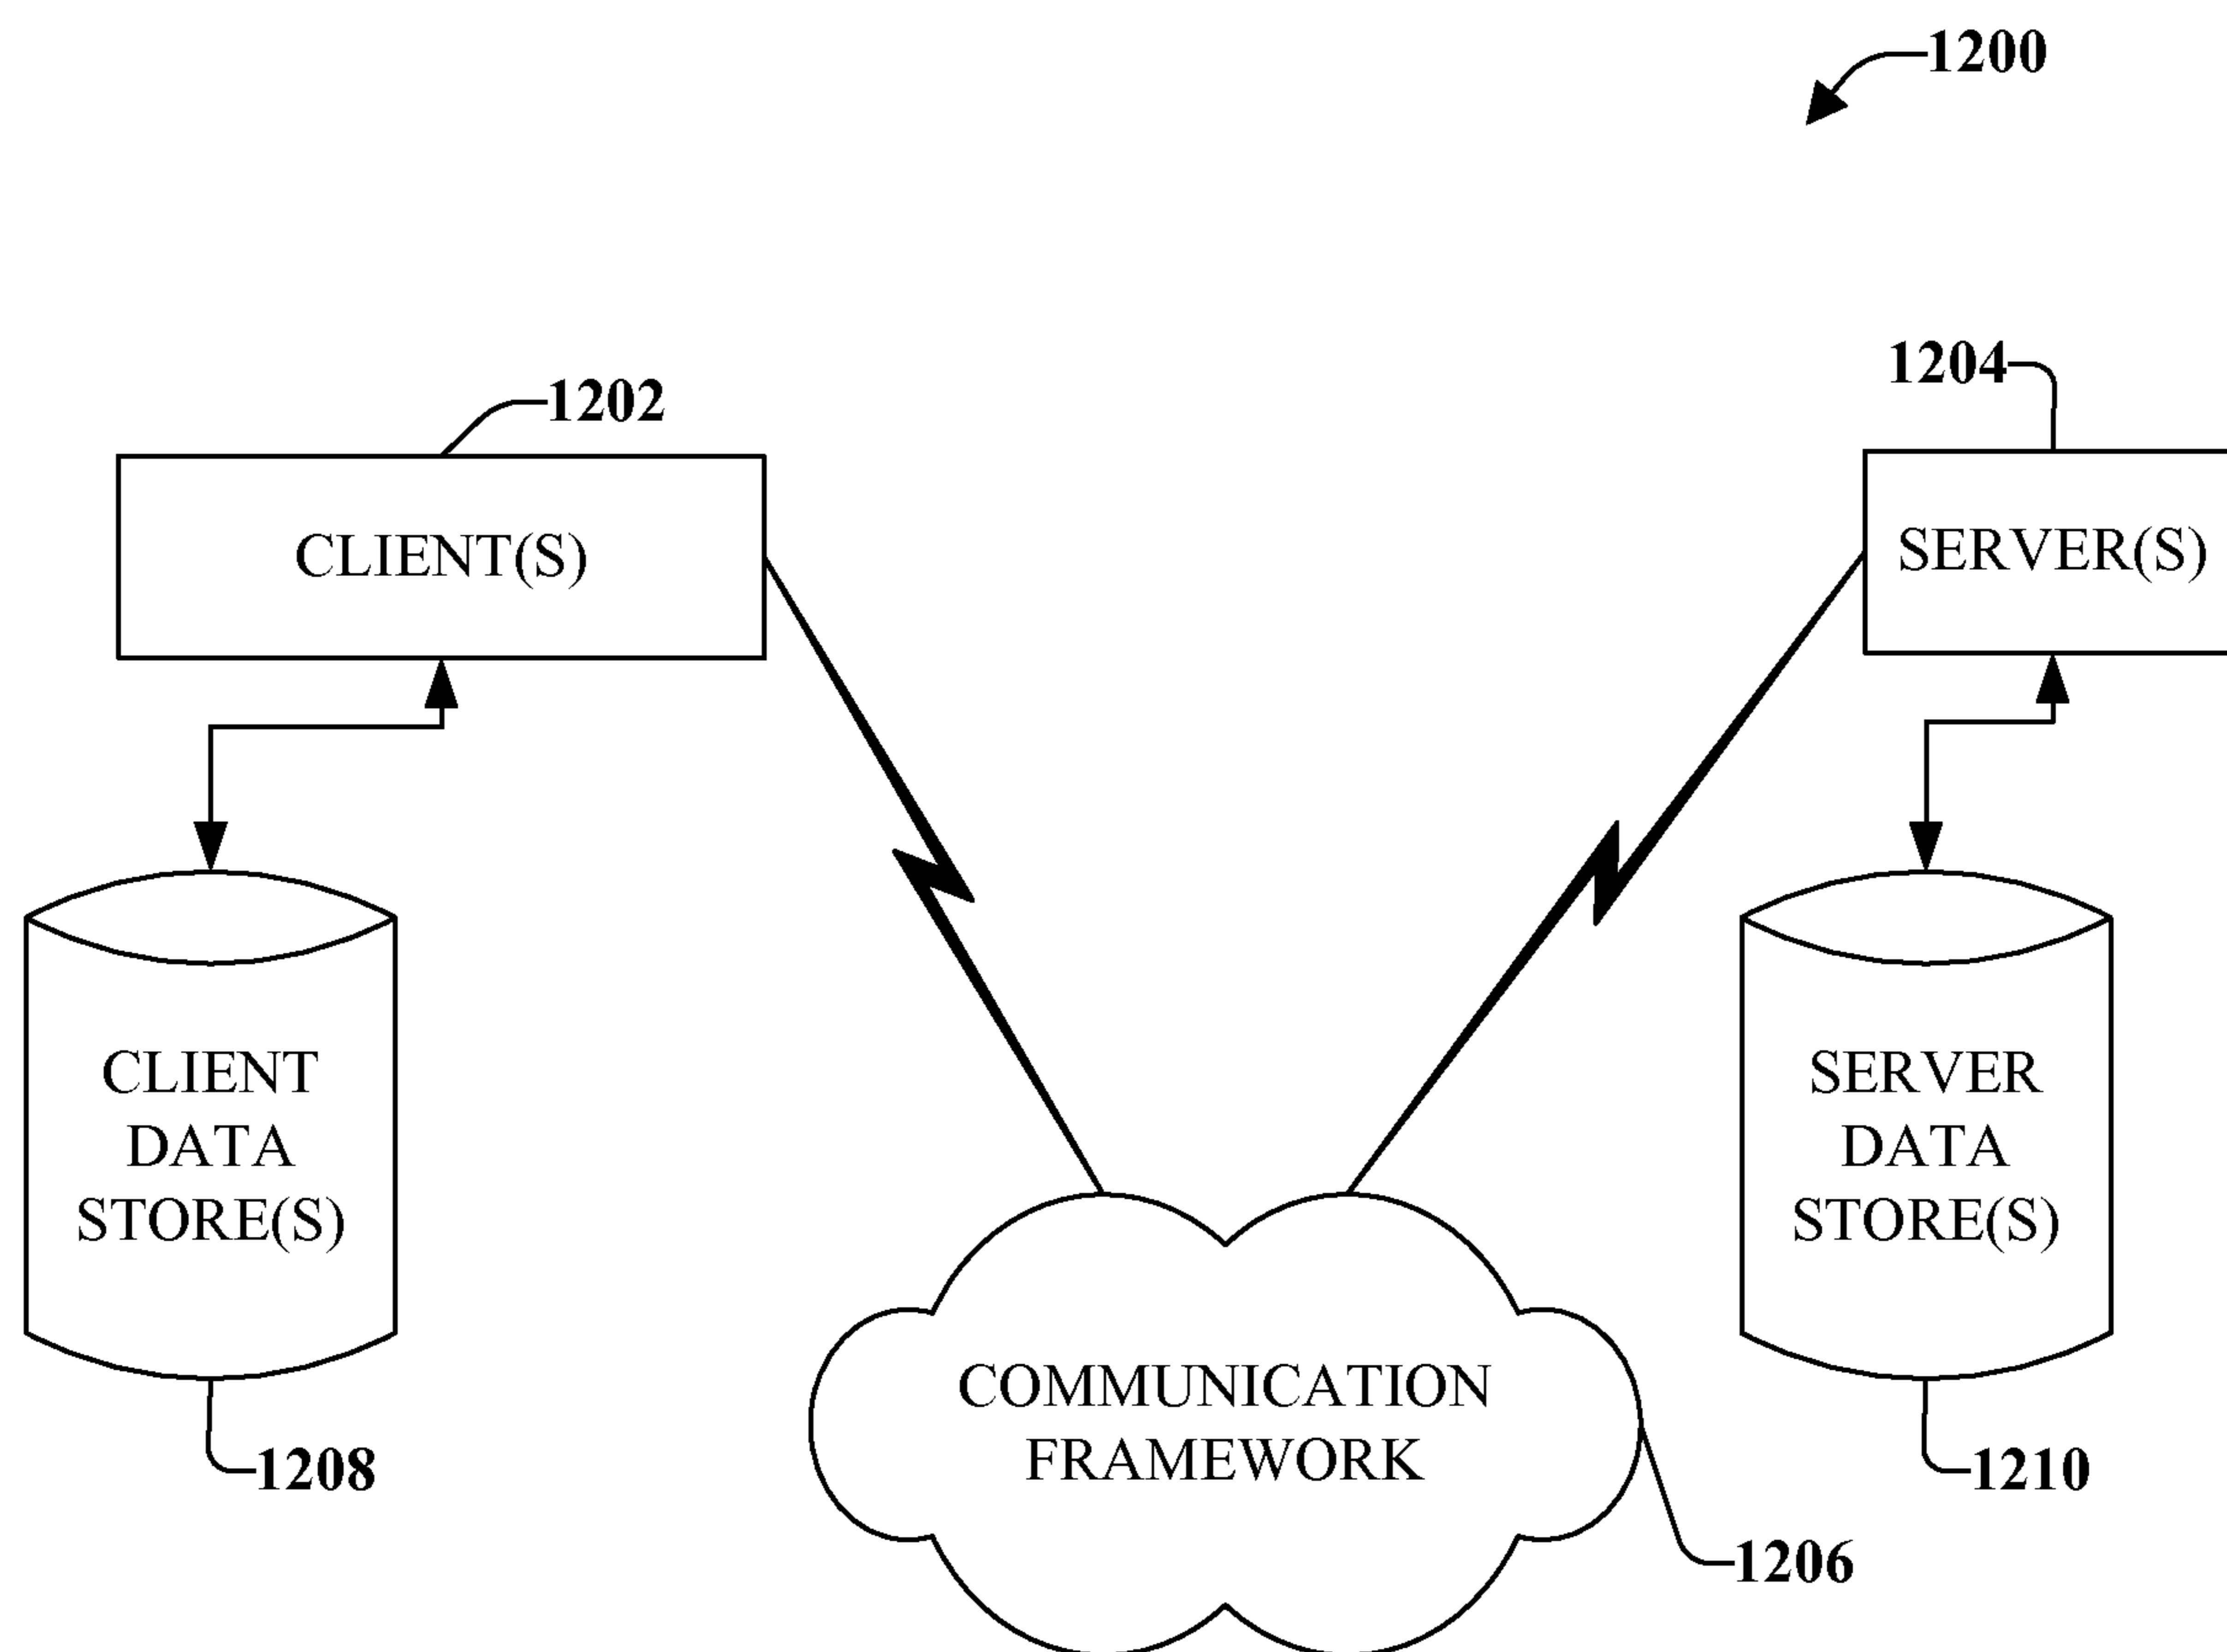 1200
1204
1202
CLIENT(S)
SERVER(S)
CLIENT
DATA
STORE(S)
SERVER
DATA
STORE(S)
COMMUNICATION
FRAMEWORK
1208
1210
1206